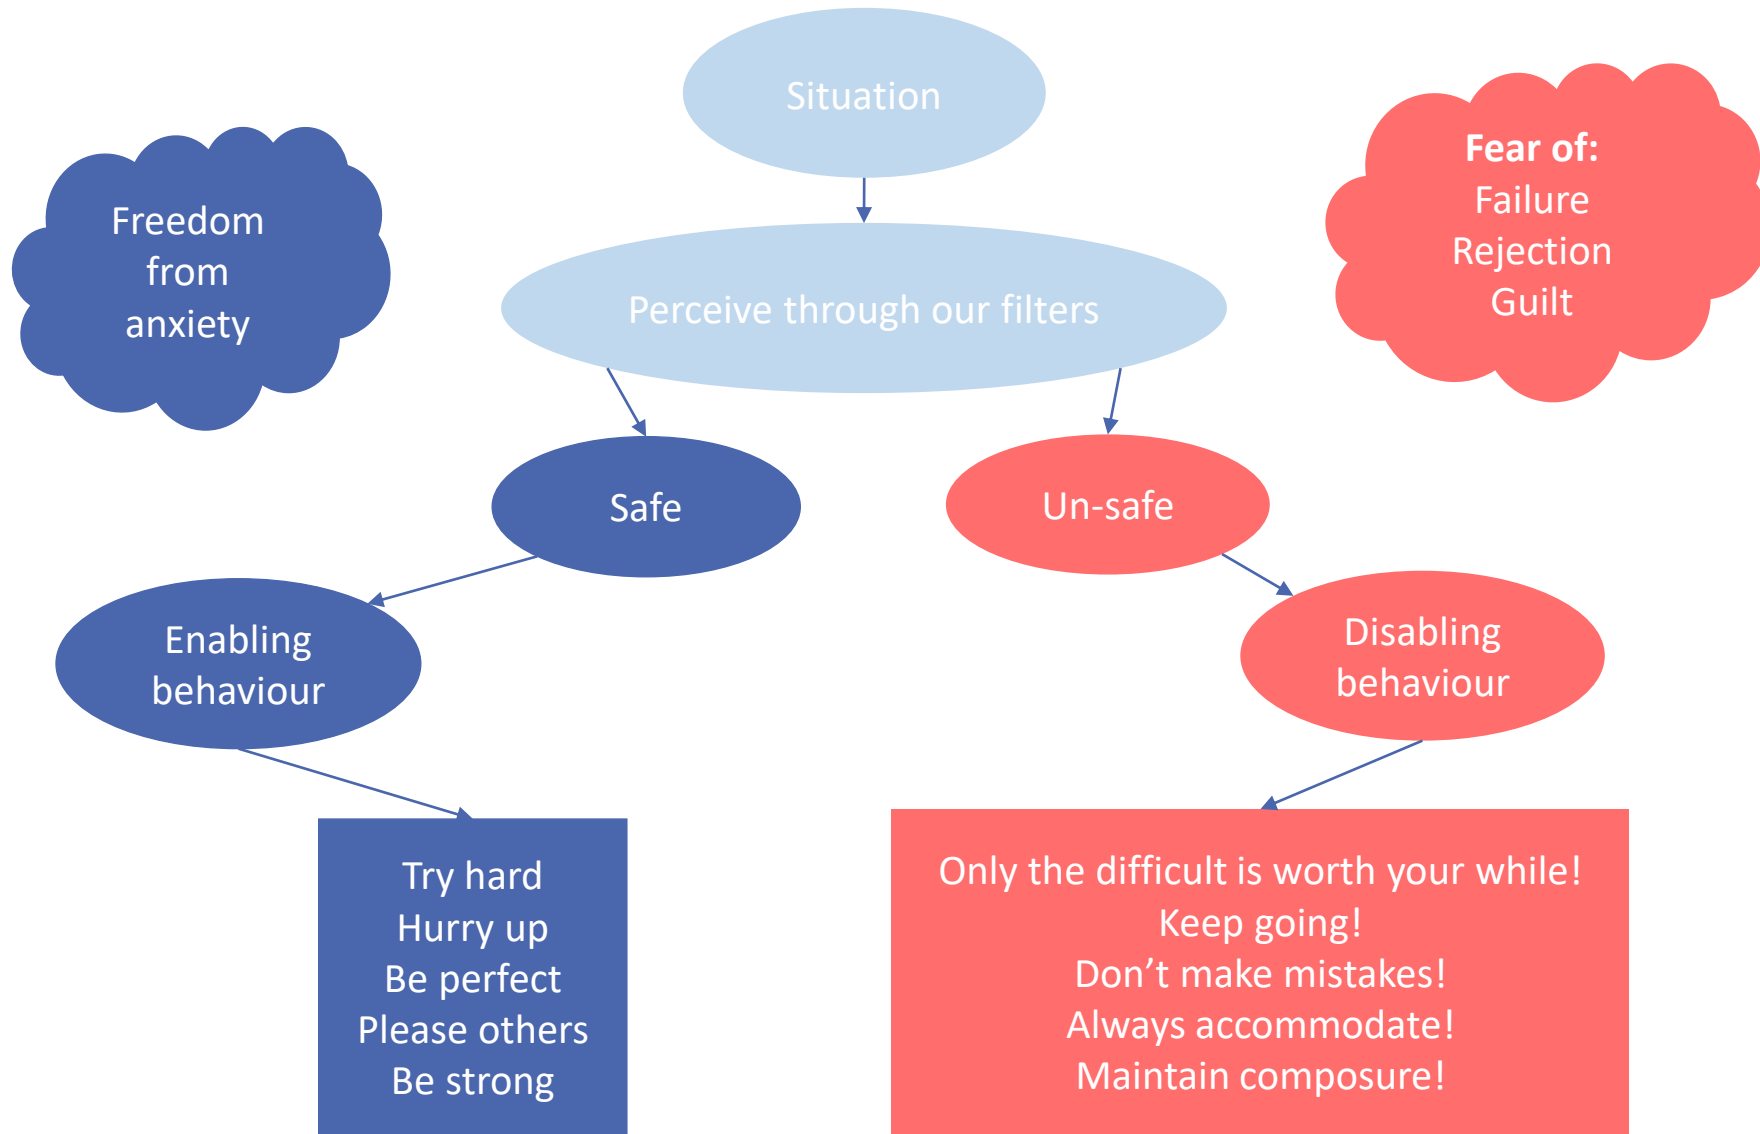 Situation
Freedom
from
anxiety
Fear of:
Failure
Rejection
Guilt
Perceive through our filters
Safe
Un-safe
Enabling
behaviour
Disabling
behaviour
Try hard
Hurry up
Be perfect
Please others
Be strong
Only the difficult is worth your while!
Keep going!
Don’t make mistakes!
Always accommodate!
Maintain composure!